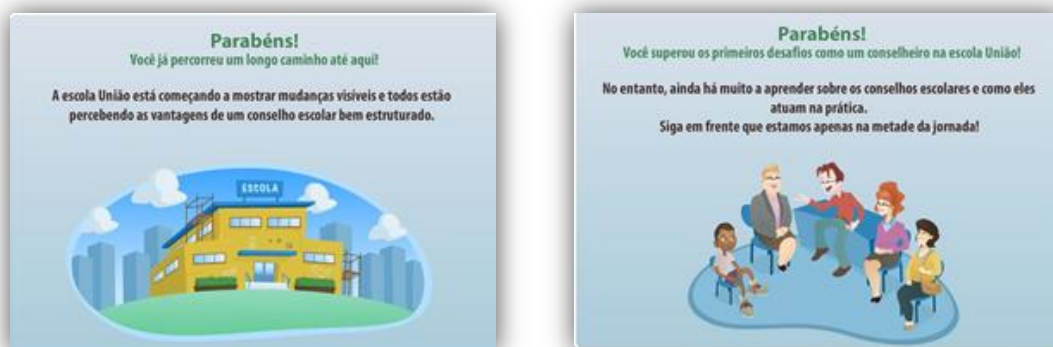 Parabéns!
Você já percorreu um longo caminho até aqui!
A escola União está começando a mostrar mudanças visíveis e todos estão
percebendo as vantagens de um conselho escolar bem estruturado.
ESCOLA
Parabéns!
Você superou os primeiros desafios como um conselheiro na escola União!
No entanto, ainda há muito a aprender sobre os conselhos escolares e como eles
atuam na prática.
Siga em frente que estamos apenas na metade da jornada!